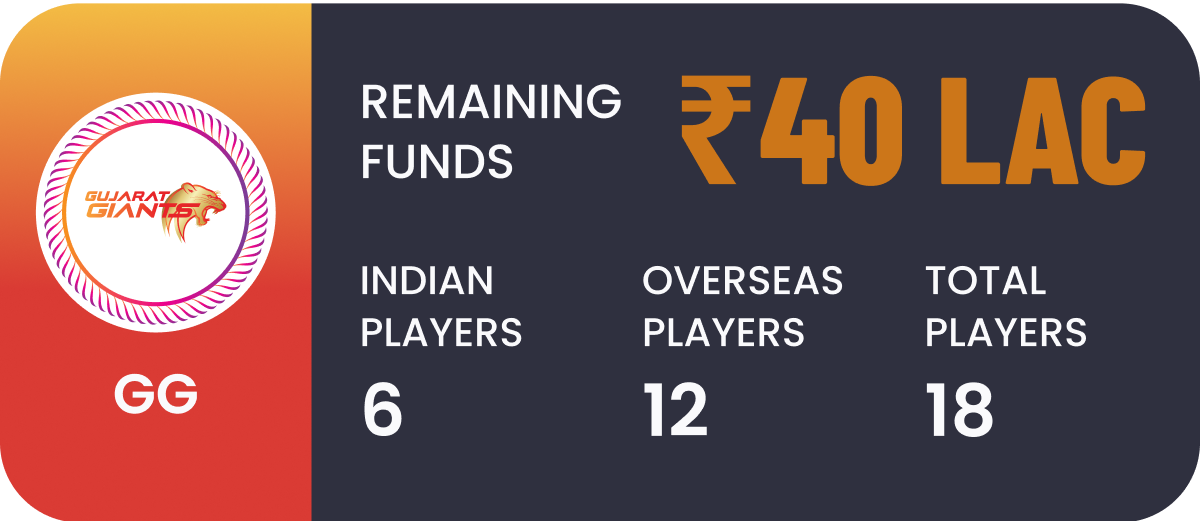 GUJARAT
GIANTS
GG
REMAINING
FUNDS
₹40 LAC
INDIAN
PLAYERS
6
OVERSEAS
PLAYERS
12
TOTAL
PLAYERS
18